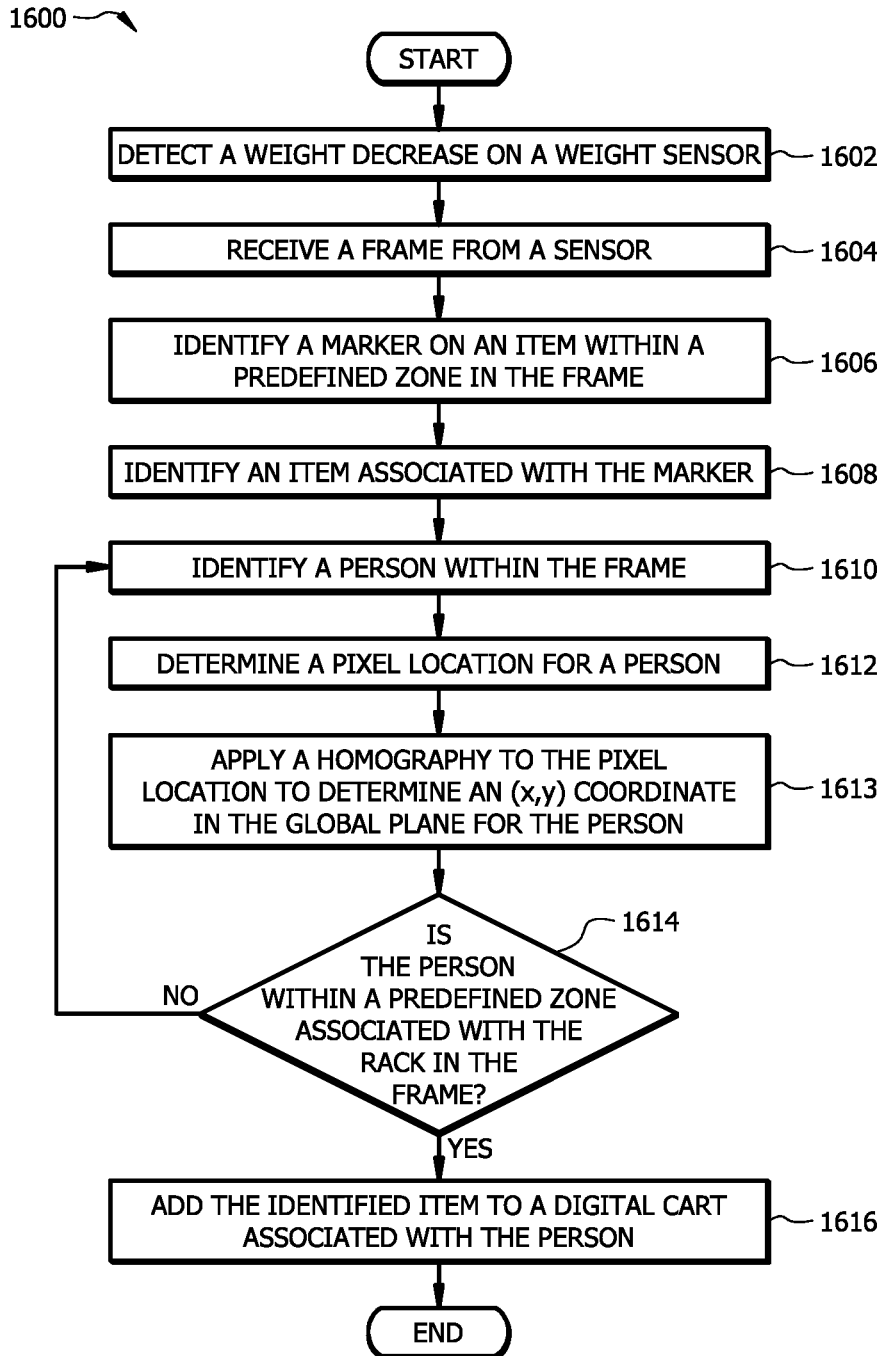 1600
START
DETECT A WEIGHT DECREASE ON A WEIGHT SENSOR
1602
RECEIVE A FRAME FROM A SENSOR
1604
IDENTIFY A MARKER ON AN ITEM WITHIN A
PREDEFINED ZONE IN THE FRAME
1606
IDENTIFY AN ITEM ASSOCIATED WITH THE MARKER
1608
IDENTIFY A PERSON WITHIN THE FRAME
1610
DETERMINE A PIXEL LOCATION FOR A PERSON
1612
APPLY A HOMOGRAPHY TO THE PIXEL
LOCATION TO DETERMINE AN (x,y) COORDINATE
IN THE GLOBAL PLANE FOR THE PERSON
1613
IS
THE PERSON
WITHIN A PREDEFINED ZONE
ASSOCIATED WITH THE
RACK IN THE
FRAME?
1614
NO
YES
ADD THE IDENTIFIED ITEM TO A DIGITAL CART
ASSOCIATED WITH THE PERSON
1616
END